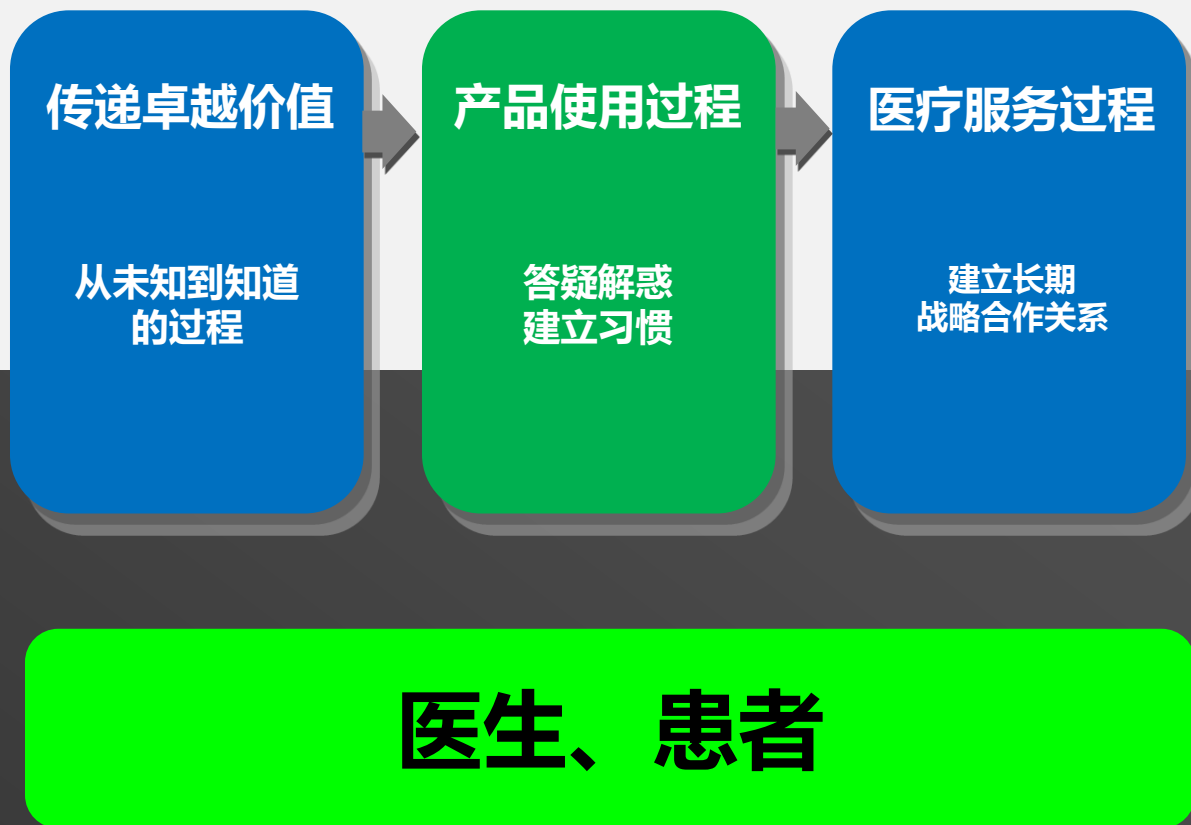 传递卓越价值
从未知到知道
的过程
产品使用过程
答疑解惑
建立习惯
医疗服务过程
建立长期
战略合作关系
医生、患者